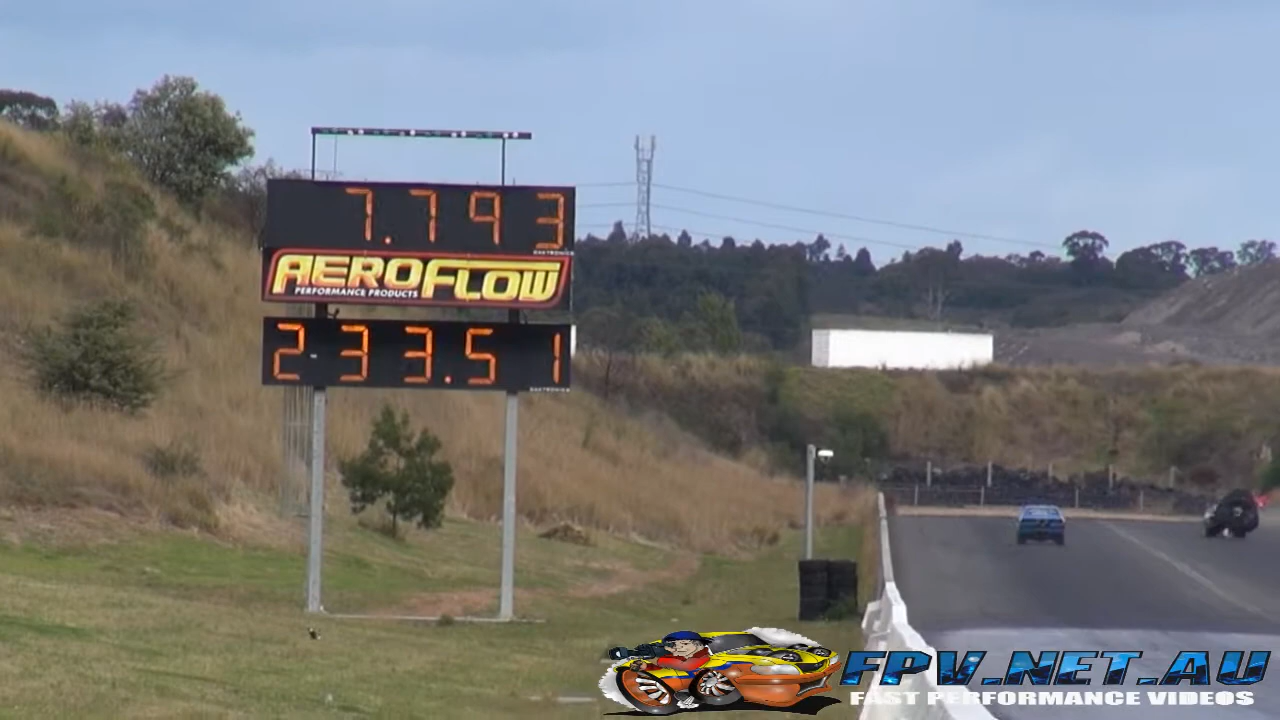 7.793
AEROFLOW
PERFORMANCE PRODUCTS
233.51
FPV.NET.AU
FAST PERFORMANCE VIDEOS